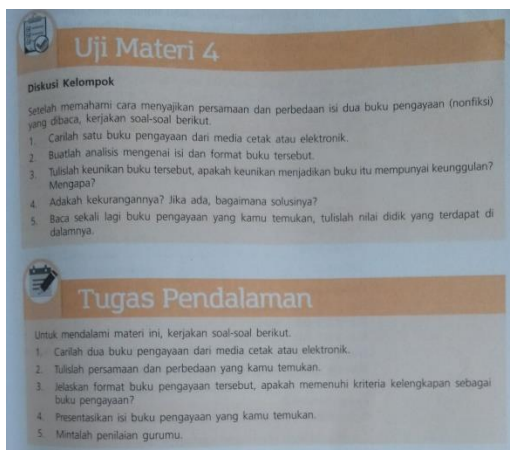 Uji Materi 4
Diskusi Kelompok
Setelah memahami cara menyajikan persamaan dan perbedaan isi dua buku pengayaan (nonfiksi)
yang dibaca, kerjakan soal-soal berikut.
1. Carilah satu buku pengayaan dari media cetak atau elektronik.
2. Buatlah analisis mengenai isi dan format buku tersebut.
3. Tulislah keunikan buku tersebut, apakah keunikan menjadikan buku itu mempunyai keunggulan?
Mengapa?
4. Adakah kekurangannya? Jika ada, bagaimana solusinya?
5. Baca sekali lagi buku pengayaan yang kamu temukan, tulislah nilai didik yang terdapat di
dalamnya.
Tugas Pendalaman
Untuk mendalami materi ini, kerjakan soal-soal berikut.
1. Carilah dua buku pengayaan dari media cetak atau elektronik.
2. Tulislah persamaan dan perbedaan yang kamu temukan.
3. Jelaskan format buku pengayaan tersebut, apakah memenuhi kriteria kelengkapan sebagai
buku pengayaan?
4. Presentasikan isi buku pengayaan yang kamu temukan.
5. Mintalah penilaian gurumu.